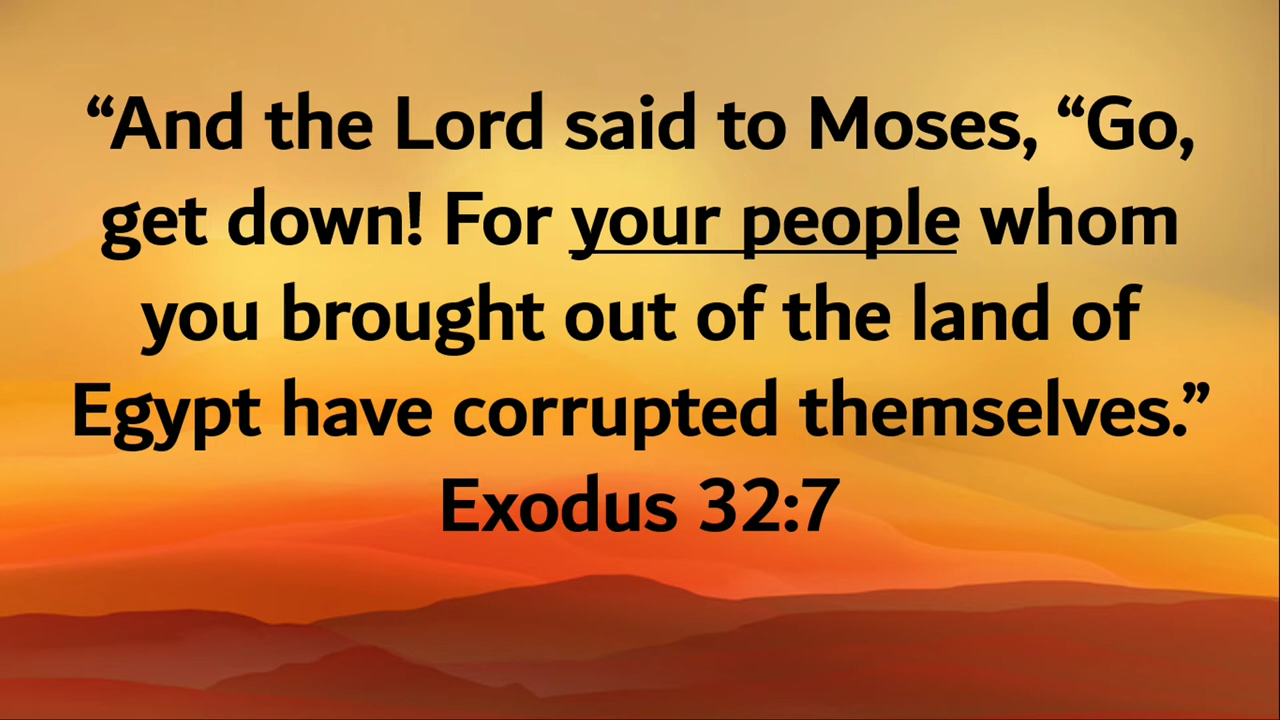 “And the Lord said to Moses, “Go,
get down! For your people whom
you brought out of the land of
Egypt have corrupted themselves.”
Exodus 32:7